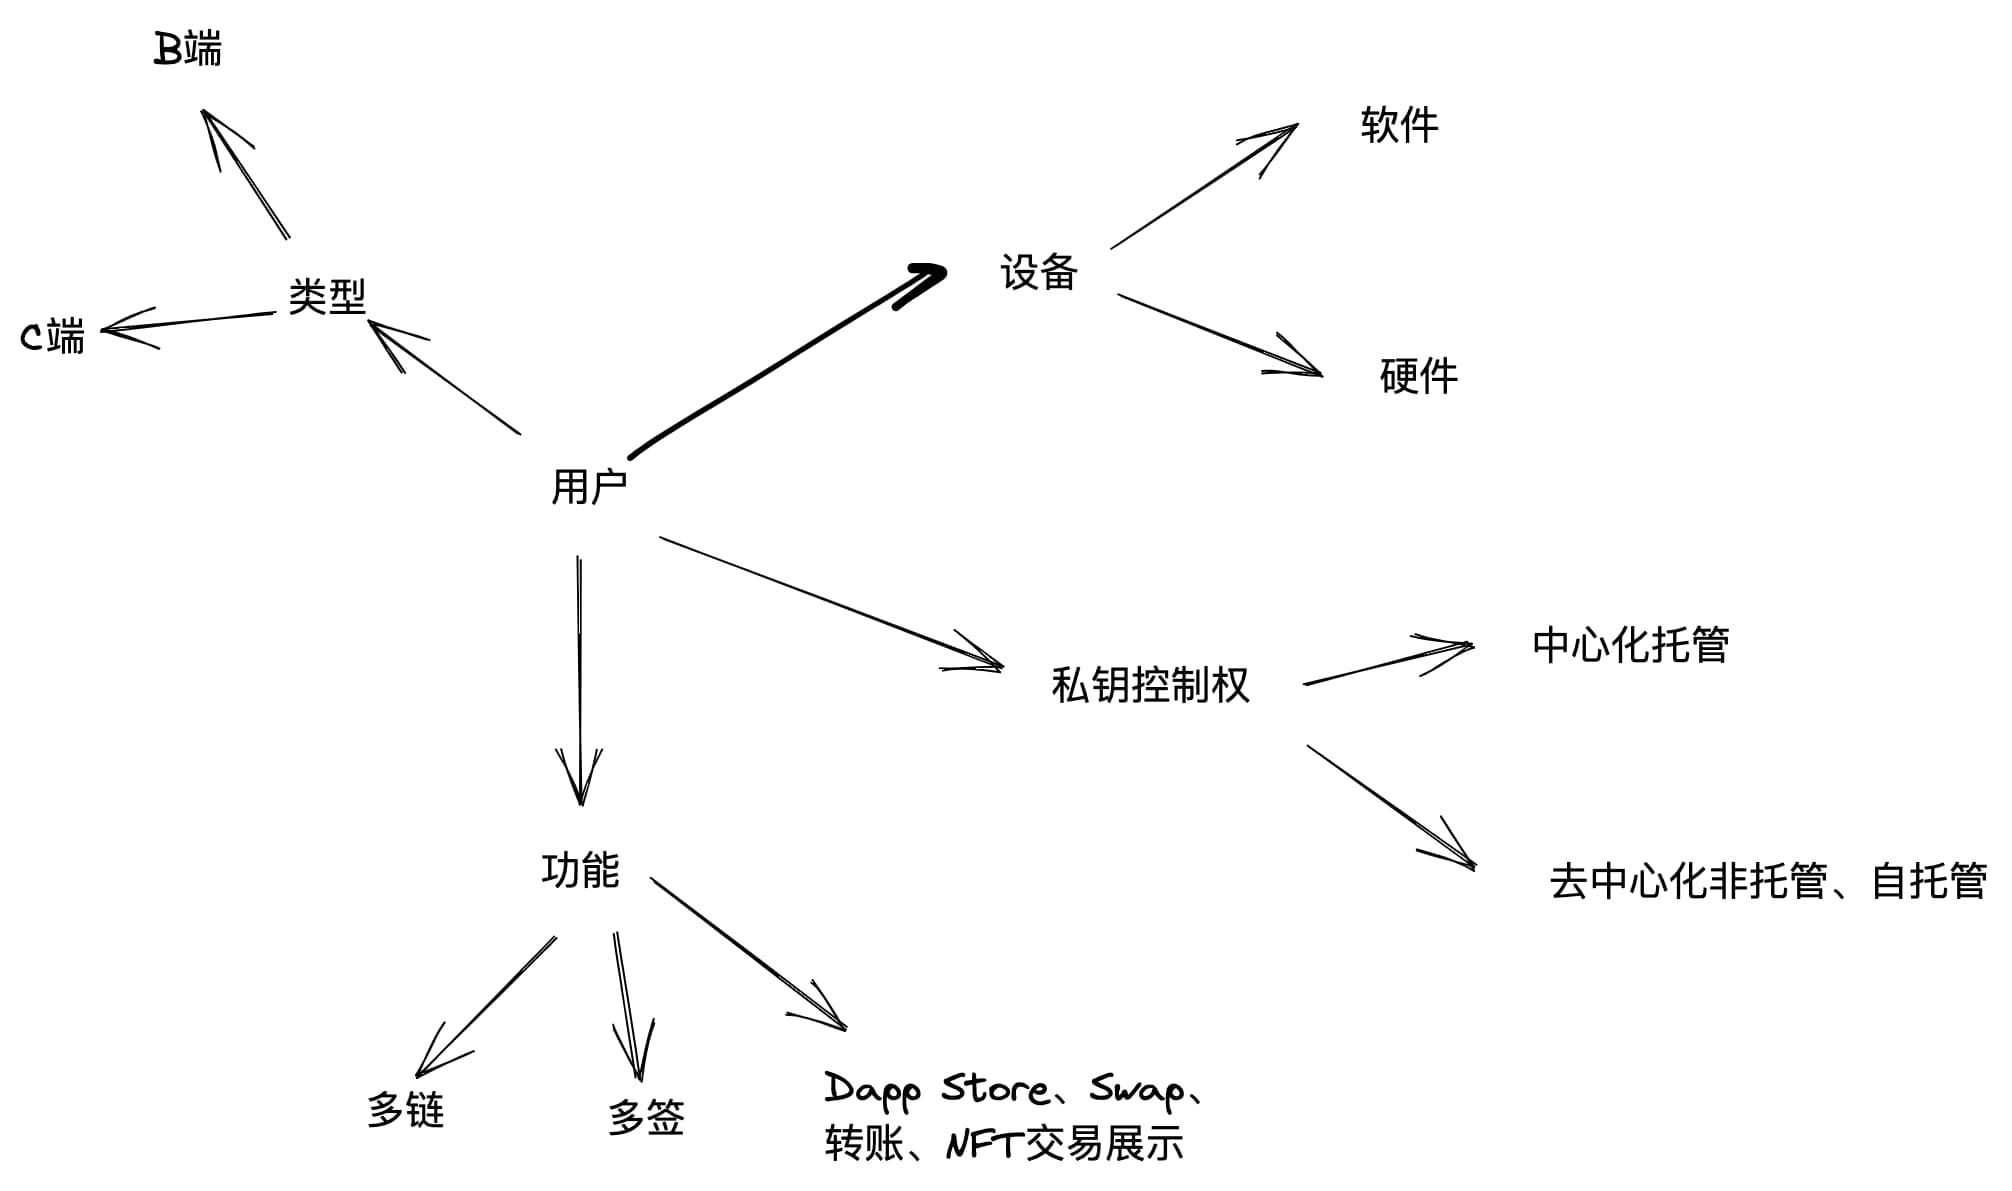 B端
软件
设备
类型
C端
硬件
用户
中心化托管
私钥控制权
功能
去中心化非托管、自托管
多链
多签
Dapp Store、Swap、
转账、NFT交易展示